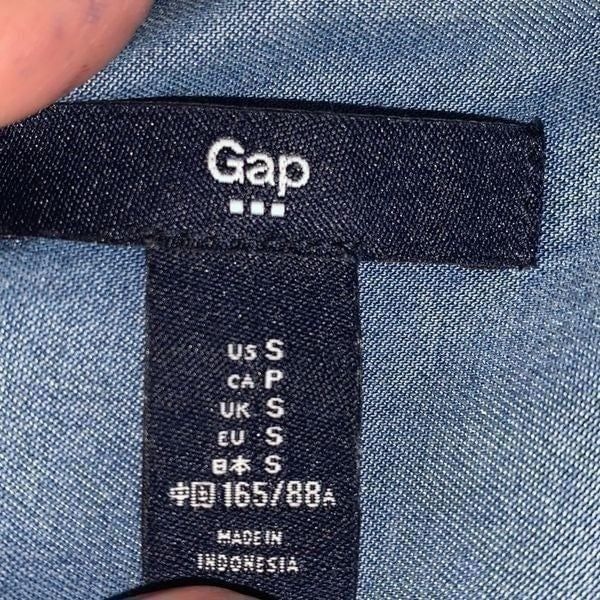 Gap
US S
CA P
UK S
EU S
日本 S
中国 165/88A
MADE IN
INDONESIA